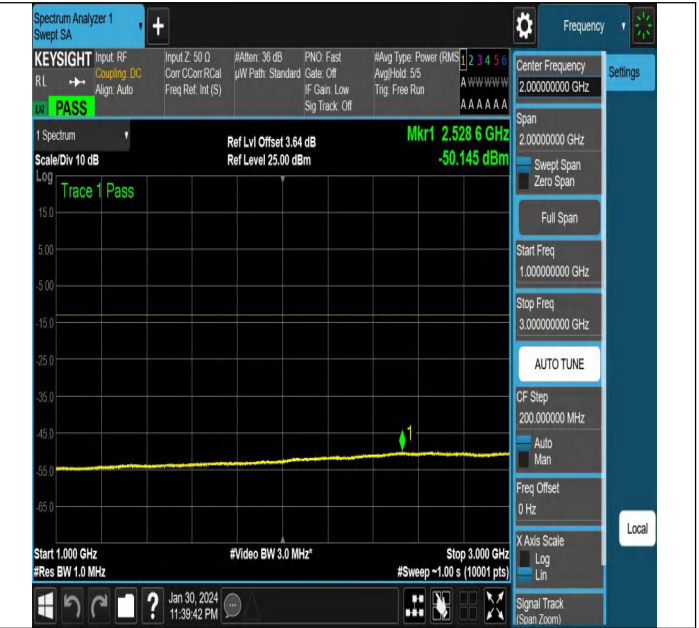 Spectrum Analyzer 1
Swept SA
+
Frequency
KEYSIGHT
RL
PASS
Input: RF
Coupling: DC
Align: Auto
Input Z: 50 Ω
Corr CCorr RCal
Freq Ref: Int (S)
#Atten: 36 dB
µW Path: Standard
PNO: Fast
Gate: Off
IF Gain: Low
Sig Track: Off
#Avg Type: Power (RMS
Avg|Hold: 5/5
Trig: Free Run
1 2 3 4 5 6
A W W W W W
A A A A A A
1 Spectrum
Scale/Div 10 dB
Ref Lvl Offset 3.64 dB
Ref Level 25.00 dBm
Mkr1 2.528 6 GHz
-50.145 dBm
Log
Trace 1 Pass
15.0
5.00
-5.00
-15.0
-25.0
-35.0
-45.0
1
-55.0
-65.0
Start 1.000 GHz
#Res BW 1.0 MHz
#Video BW 3.0 MHz*
Stop 3.000 GHz
#Sweep ~1.00 s (10001 pts)
?
Jan 30, 2024
11:39:42 PM
Center Frequency
2.000000000 GHz
Settings
Span
2.00000000 GHz
Swept Span
Zero Span
Full Span
Start Freq
1.000000000 GHz
Stop Freq
3.000000000 GHz
AUTO TUNE
CF Step
200.000000 MHz
Auto
Man
Freq Offset
0 Hz
Local
X Axis Scale
Log
Lin
Signal Track
(Span Zoom)